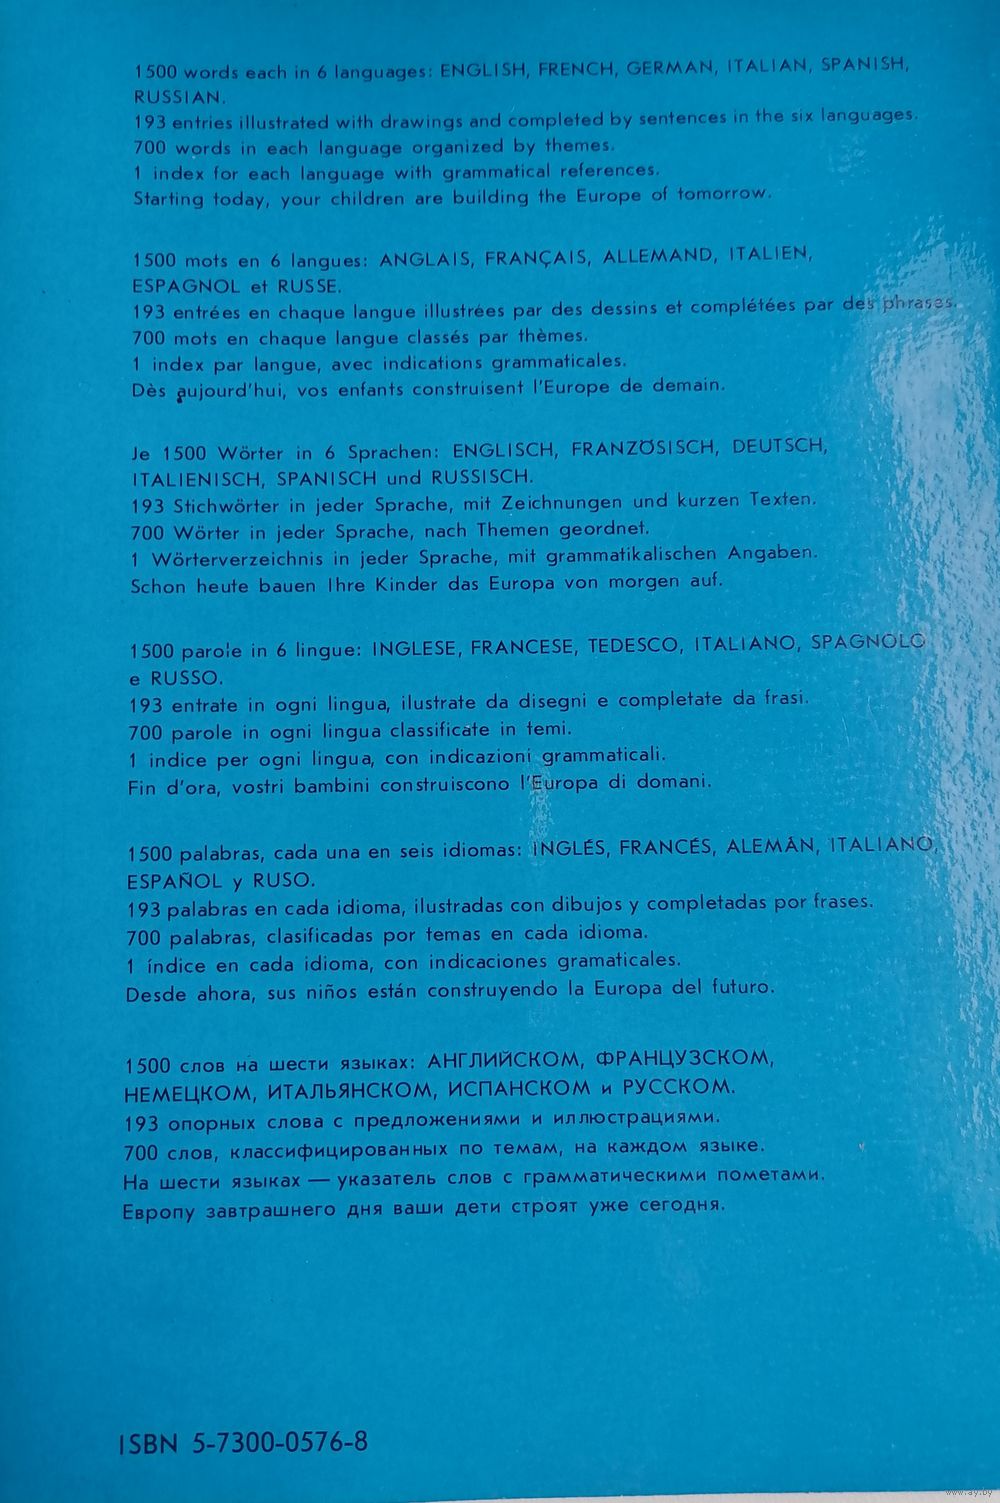 1500 words each in 6 languages: ENGLISH, FRENCH, GERMAN, ITALIAN, SPANISH,
RUSSIAN.
193 entries illustrated with drawings and completed by sentences in the six languages.
700 words in each language organized by themes.
1 index for each language with grammatical references.
Starting today, your children are building the Europe of tomorrow.
1500 mots en 6 langues: ANGLAIS, FRANÇAIS, ALLEMAND, ITALIEN,
ESPAGNOL et RUSSE.
193 entrées en chaque langue illustrées par des dessins et complétées par des phrases.
700 mots en chaque langue classés par thèmes.
1 index par langue, avec indications grammaticales.
Dès aujourd'hui, vos enfants construisent l'Europe de demain.
Je 1500 Wörter in 6 Sprachen: ENGLISCH, FRANZÖSISCH, DEUTSCH,
ITALIENISCH, SPANISCH und RUSSISCH.
193 Stichwörter in jeder Sprache, mit Zeichnungen und kurzen Texten.
700 Wörter in jeder Sprache, nach Themen geordnet.
1 Wörterverzeichnis in jeder Sprache, mit grammatikalischen Angaben.
Schon heute bauen Ihre Kinder das Europa von morgen auf.
1500 parole in 6 lingue: INGLESE, FRANCESE, TEDESCO, ITALIANO, SPAGNOLO
e RUSSO.
193 entrate in ogni lingua, ilustrate da disegni e completate da frasi.
700 parole in ogni lingua classificate in temi.
1 indice per ogni lingua, con indicazioni grammaticali.
Fin d'ora, vostri bambini construiscono l'Europa di domani.
1500 palabras, cada una en seis idiomas: INGLÉS, FRANCÉS, ALEMÁN, ITALIANO,
ESPAÑOL y RUSO.
193 palabras en cada idioma, ilustradas con dibujos y completadas por frases.
700 palabras, clasificadas por temas en cada idioma.
1 índice en cada idioma, con indicaciones gramaticales.
Desde ahora, sus niños están construyendo la Europa del futuro.
1500 слов на шести языках: АНГЛИЙСКОМ, ФРАНЦУЗСКОМ,
НЕМЕЦКОМ, ИТАЛЬЯНСКОМ, ИСПАНСКОМ и РУССКОМ.
193 опорных слова с предложениями и иллюстрациями.
700 слов, классифицированных по темам, на каждом языке.
На шести языках — указатель слов с грамматическими пометами.
Европу завтрашнего дня ваши дети строят уже сегодня.
ISBN 5-7300-0576-8
www.ay.by